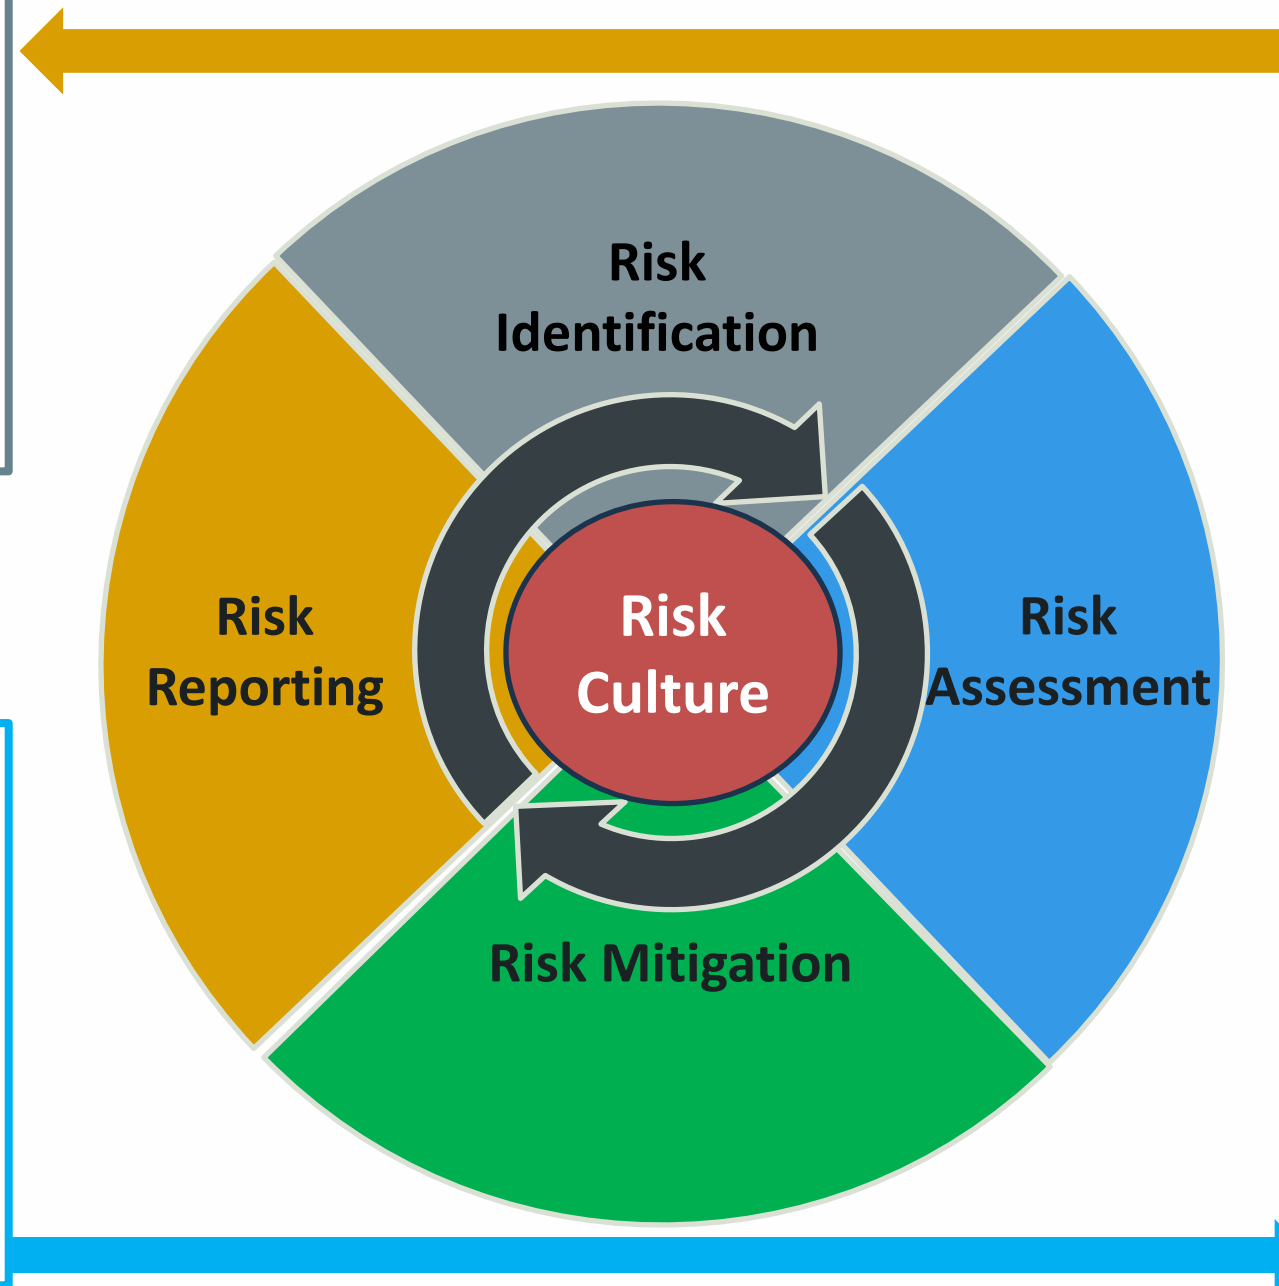 Risk
Identification
Risk
Reporting
Risk
Culture
Risk
Assessment
Risk Mitigation